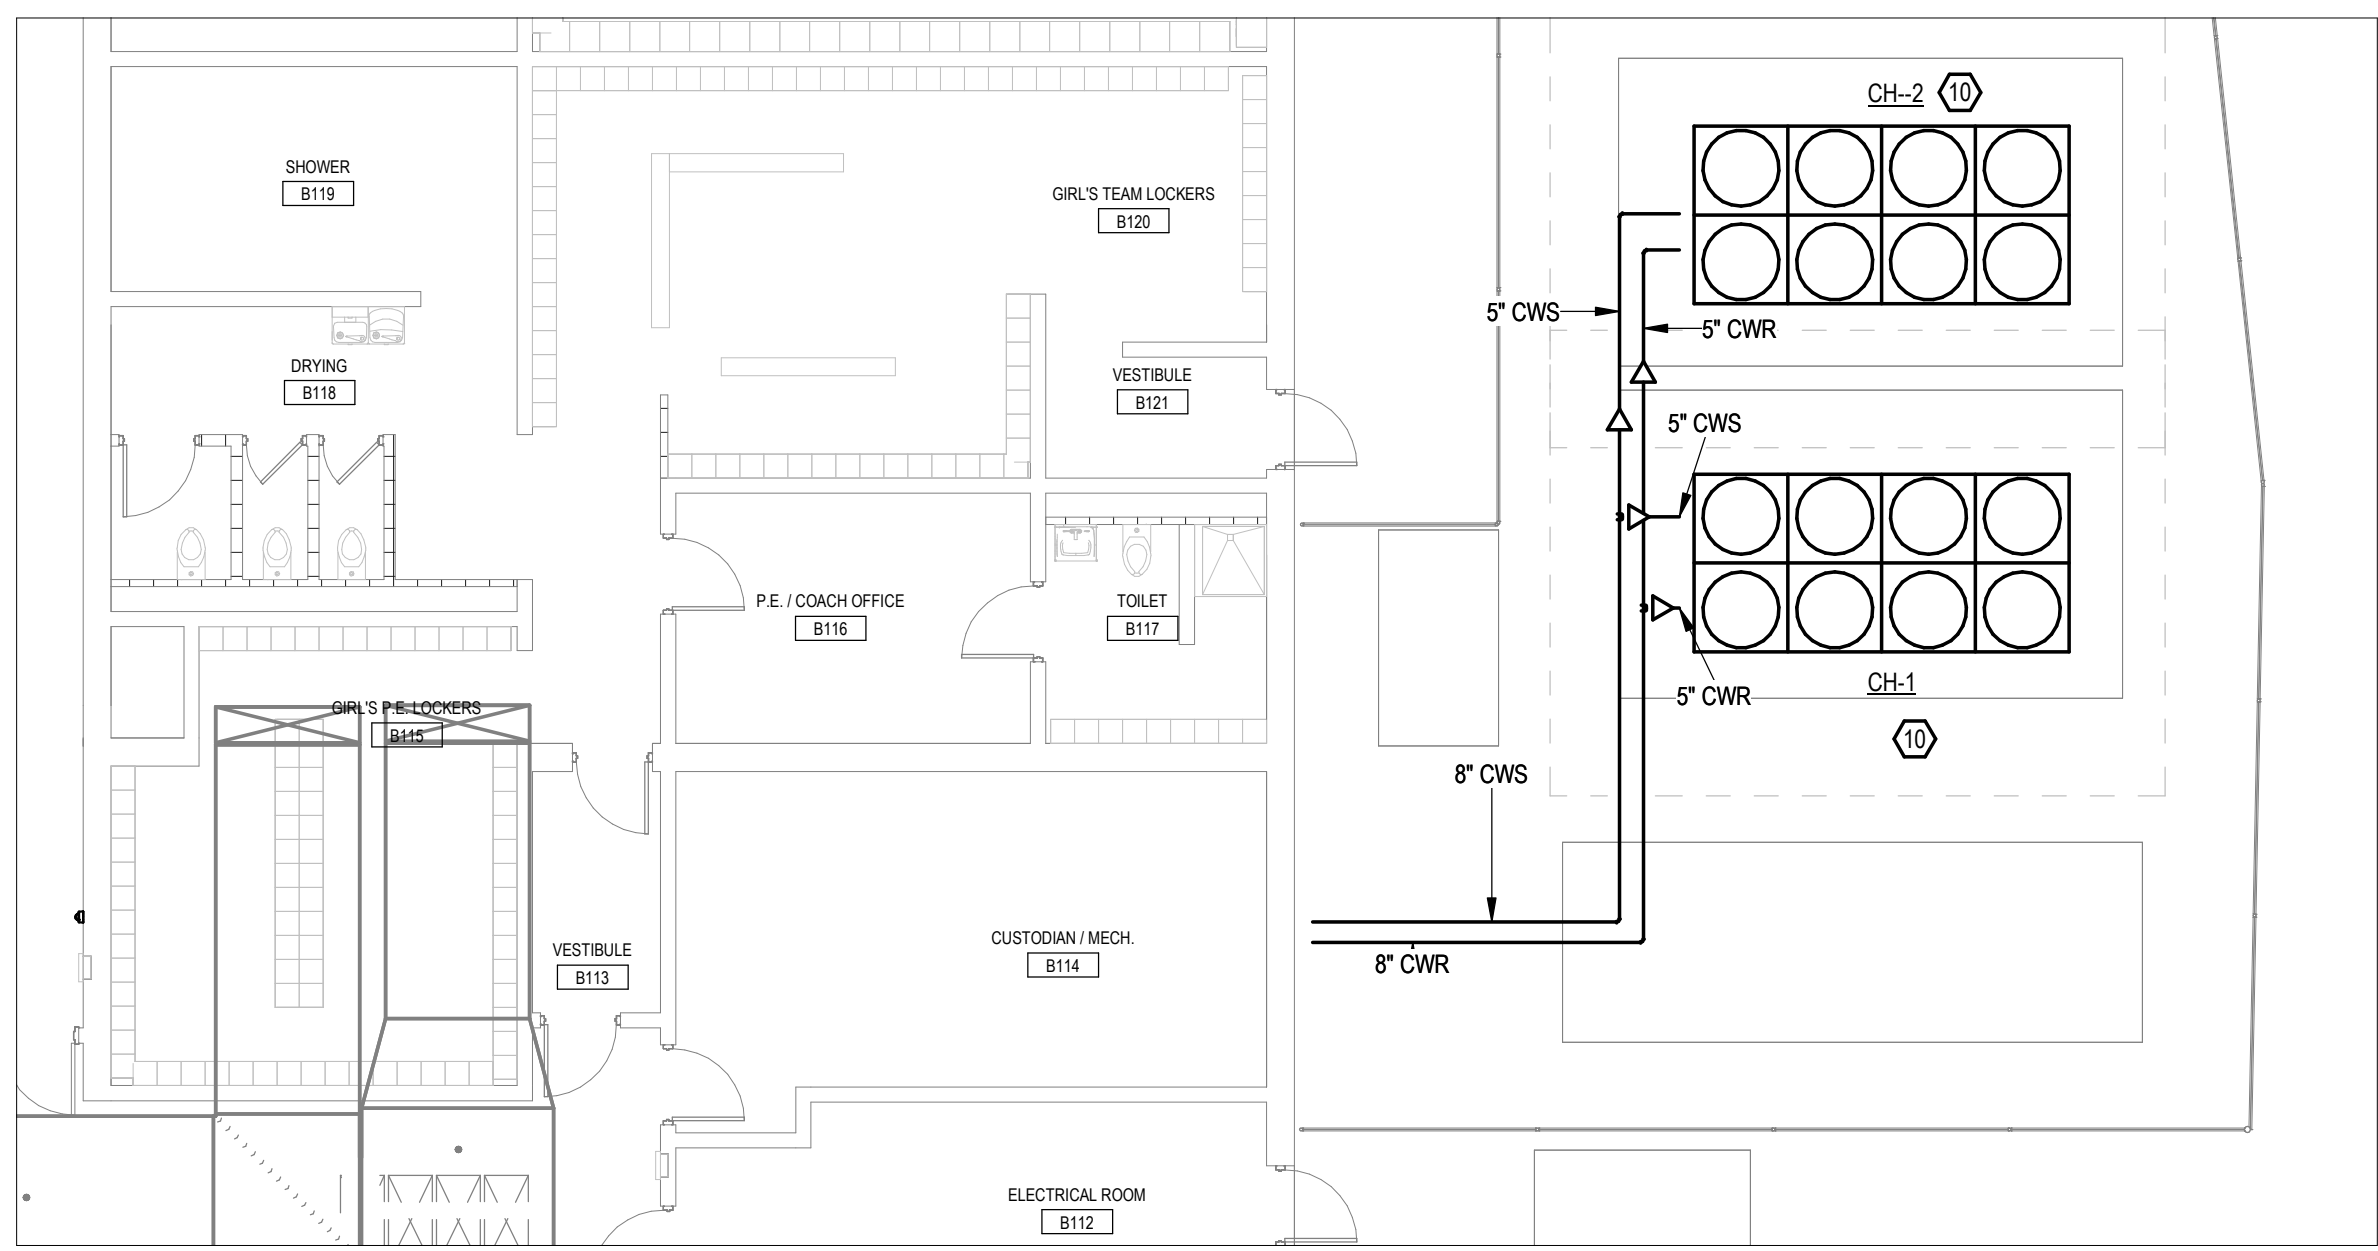 CH--2
10
SHOWER
B119
GIRL'S TEAM LOCKERS
B120
5" CWS
5" CWR
DRYING
B118
VESTIBULE
B121
5" CWS
P.E. / COACH OFFICE
B116
TOILET
B117
CH-1
5" CWR
GIRL'S P.E. LOCKERS
B115
10
8" CWS
VESTIBULE
B113
CUSTODIAN / MECH.
B114
8" CWR
ELECTRICAL ROOM
B112